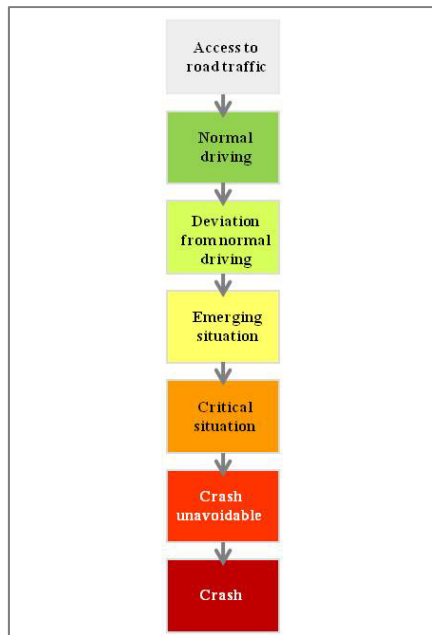 Access to
road traffic
Normal
driving
Deviation
from normal
driving
Emerging
situation
Critical
situation
Crash
unavoidable
Crash